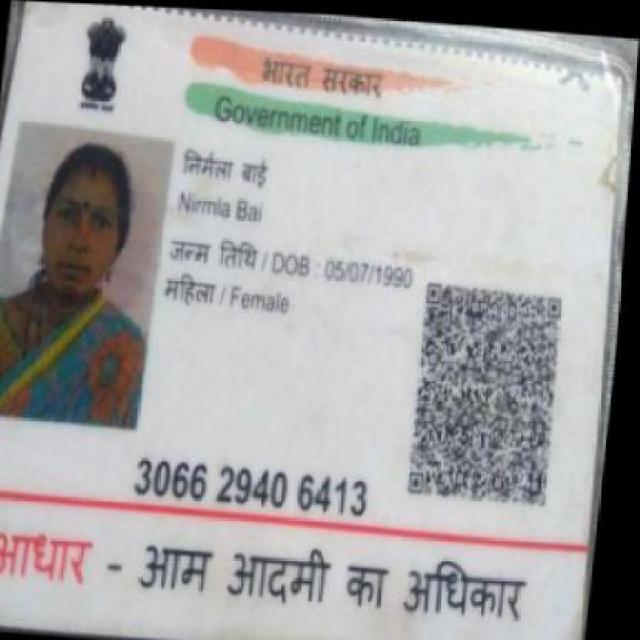 भारत सरकार
Government of India
निर्मला बाई
Nirmla Bai
जन्म तिथि / DOB : 05/07/1990
महिला / Female
3066 2940 6413
आधार - आम आदमी का अधिकार